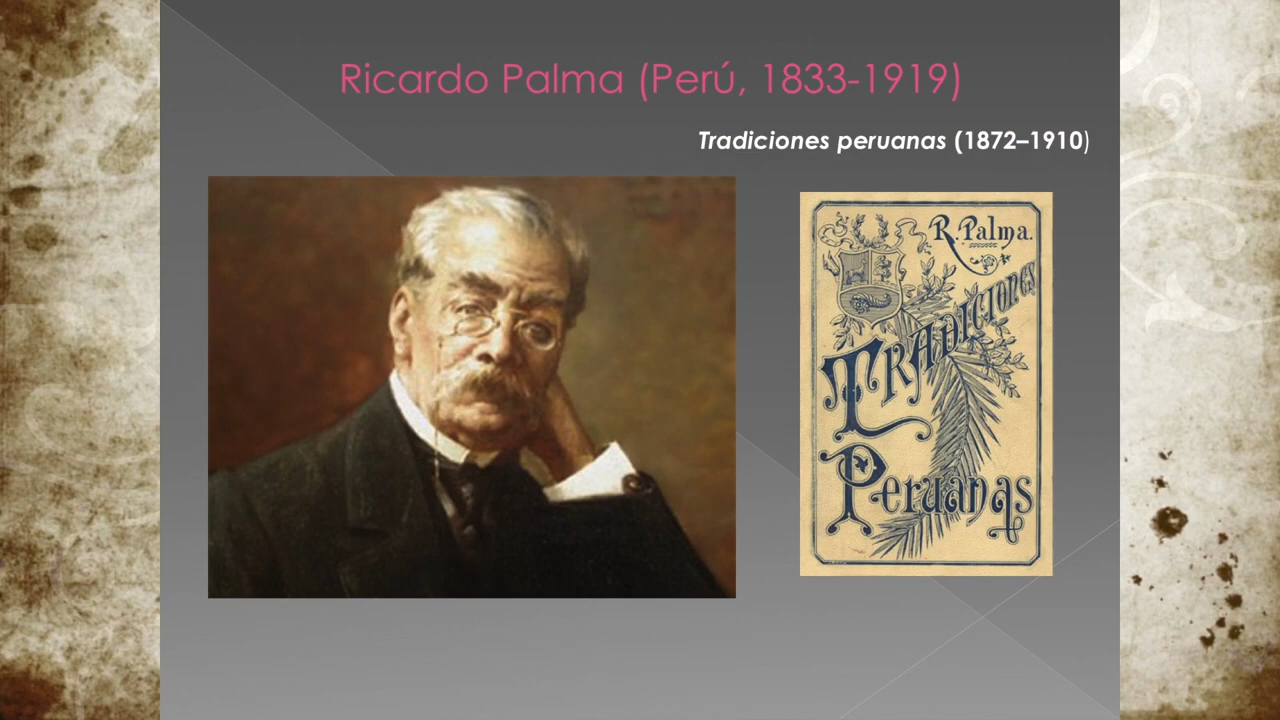 Ricardo Palma (Perú, 1833-1919)
Tradiciones peruanas (1872–1910)
R. Palma.
TRADICIONES
Peruanas